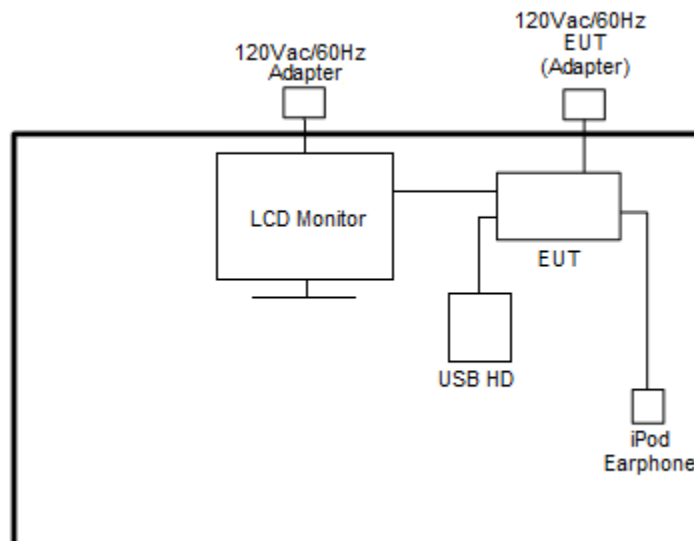 120Vac/60Hz
Adapter
120Vac/60Hz
EUT
(Adapter)
LCD Monitor
EUT
USB HD
iPod
Earphone